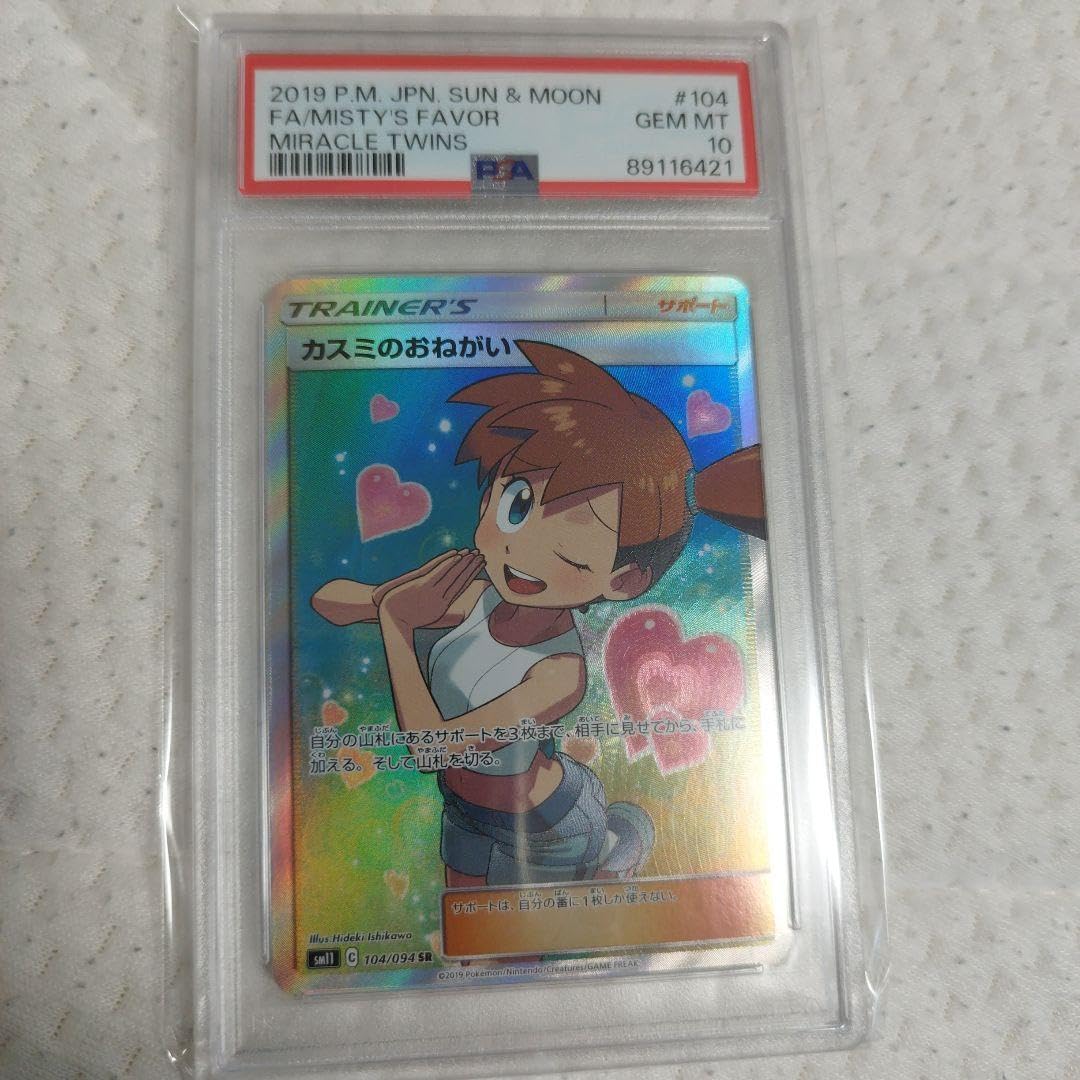 2019 P.M. JPN. SUN & MOON #104
FA/MISTY'S FAVOR GEM MT
MIRACLE TWINS 10
PSA 89116421
TRAINER'S サポート
カスミのおねがい
自分の山札にあるサポートを3枚まで、相手に見せてから、手札に
加える。そして山札を切る。
サポートは、自分の番に1枚しか使えない。
Illus.Hideki Ishikawa
sm11 C 104/094 SR
©2019 Pokémon/Nintendo/Creatures/GAME FREAK.